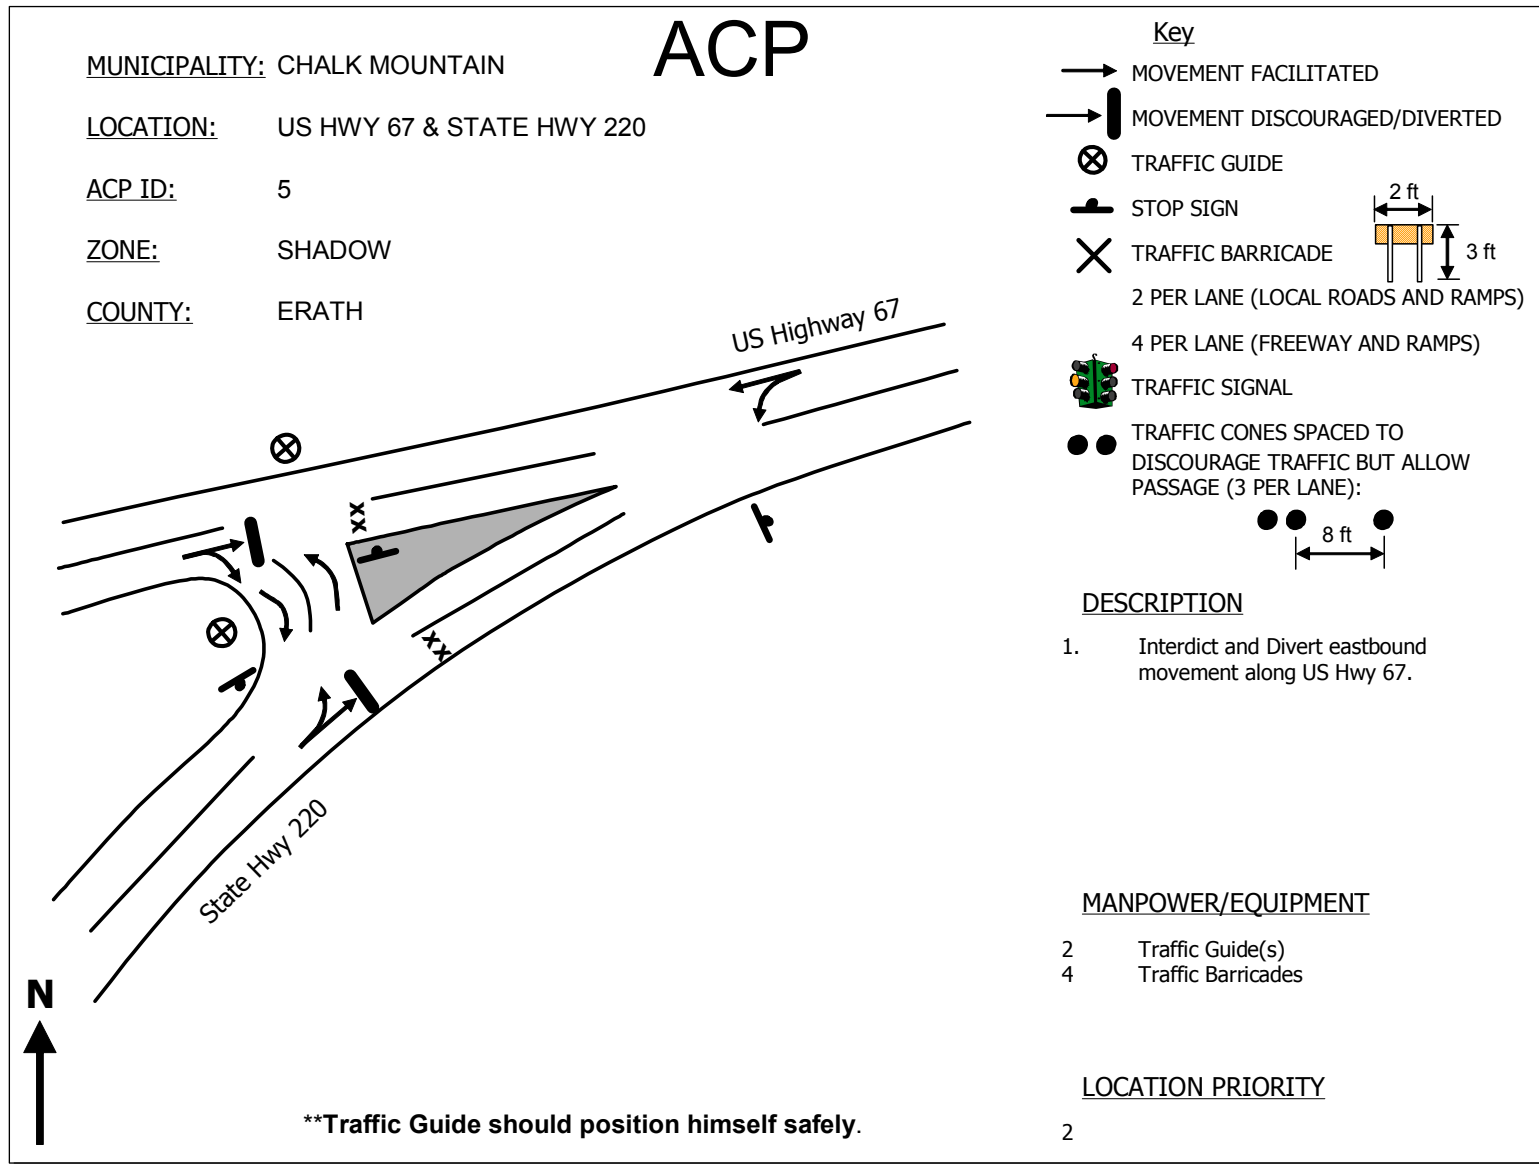 ACP
MUNICIPALITY: CHALK MOUNTAIN
LOCATION: US HWY 67 & STATE HWY 220
ACP ID: 5
ZONE: SHADOW
COUNTY: ERATH
US Highway 67
XX
XX
State Hwy 220
N
**Traffic Guide should position himself safely.
Key
MOVEMENT FACILITATED
MOVEMENT DISCOURAGED/DIVERTED
TRAFFIC GUIDE
STOP SIGN
2 ft
TRAFFIC BARRICADE
3 ft
2 PER LANE (LOCAL ROADS AND RAMPS)
4 PER LANE (FREEWAY AND RAMPS)
TRAFFIC SIGNAL
TRAFFIC CONES SPACED TO
DISCOURAGE TRAFFIC BUT ALLOW
PASSAGE (3 PER LANE):
8 ft
DESCRIPTION
1. Interdict and Divert eastbound
movement along US Hwy 67.
MANPOWER/EQUIPMENT
2 Traffic Guide(s)
4 Traffic Barricades
LOCATION PRIORITY
2